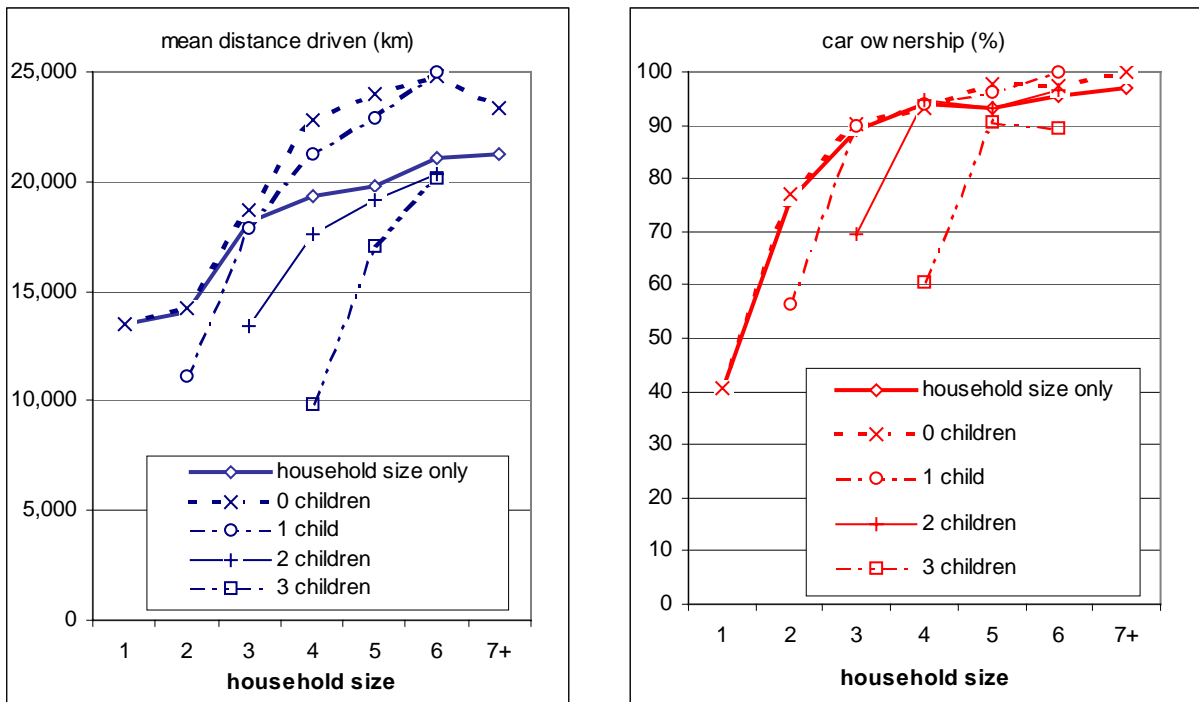 mean distance driven (km)
25,000
20,000
15,000
10,000
5,000
0
household size only
0 children
1 child
2 children
3 children
1 2 3 4 5 6 7+
household size
car ow nership (%)
100
90
80
70
60
50
40
30
20
10
0
household size only
0 children
1 child
2 children
3 children
1 2 3 4 5 6 7+
household size